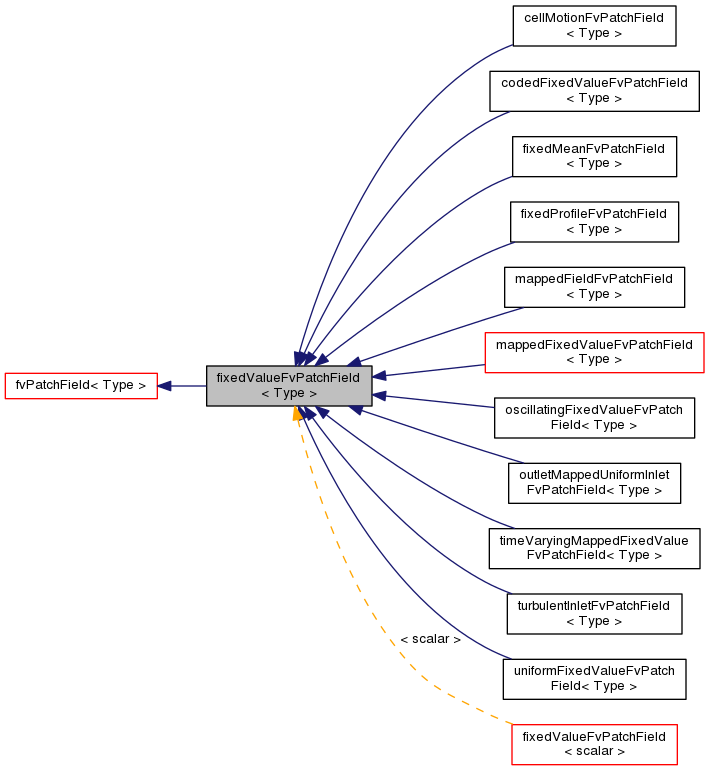 cellMotionFvPatchField
< Type >
codedFixedValueFvPatchField
< Type >
fixedMeanFvPatchField
< Type >
fixedProfileFvPatchField
< Type >
mappedFieldFvPatchField
< Type >
mappedFixedValueFvPatchField
< Type >
fvPatchField< Type >
fixedValueFvPatchField
< Type >
oscillatingFixedValueFvPatch
Field< Type >
outletMappedUniformInlet
FvPatchField< Type >
timeVaryingMappedFixedValue
FvPatchField< Type >
turbulentInletFvPatchField
< Type >
< scalar >
uniformFixedValueFvPatch
Field< Type >
fixedValueFvPatchField
< scalar >